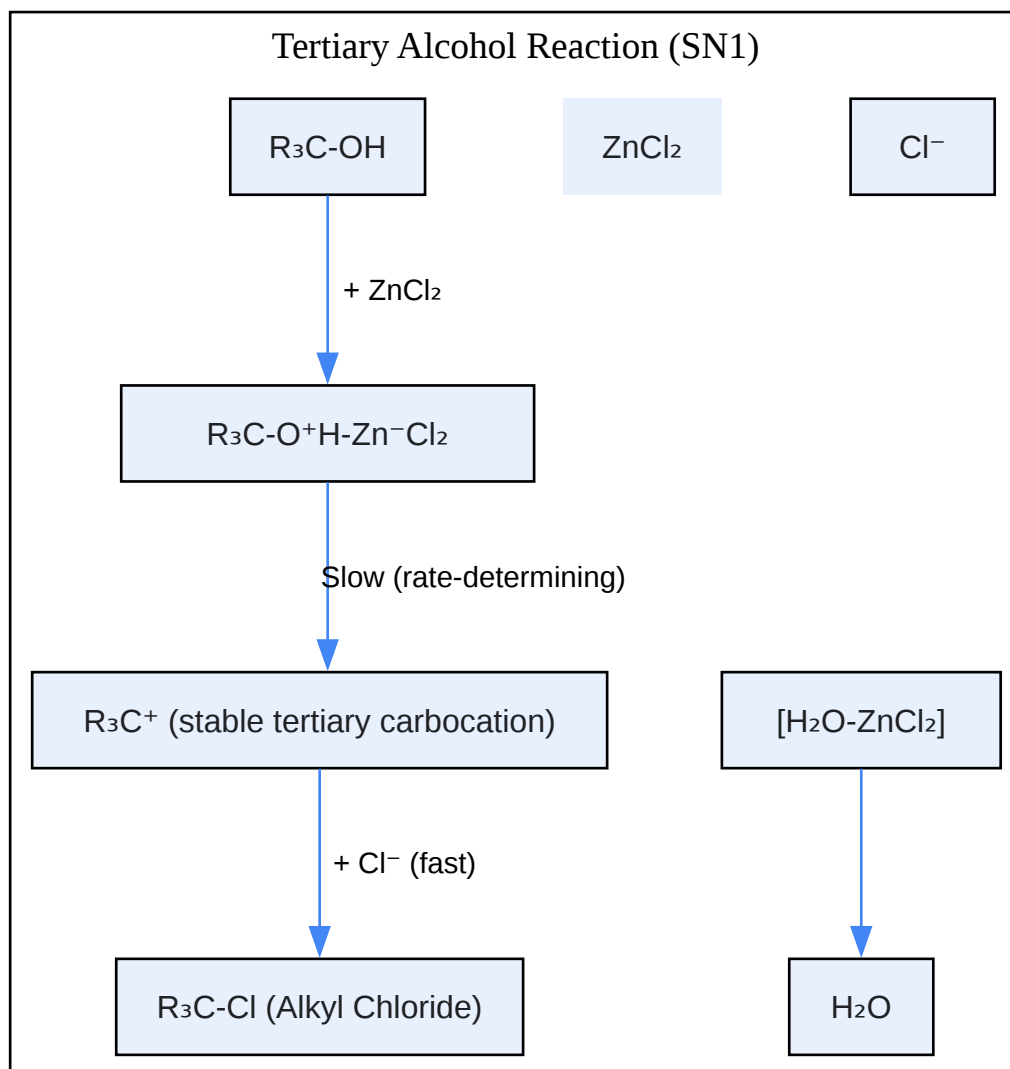 Tertiary Alcohol Reaction (SN1)
R₃C-OH
ZnCl₂
Cl⁻
+ ZnCl₂
R₃C-O⁺H-Zn⁻Cl₂
Slow (rate-determining)
R₃C⁺ (stable tertiary carbocation)
[H₂O-ZnCl₂]
+ Cl⁻ (fast)
R₃C-Cl (Alkyl Chloride)
H₂O